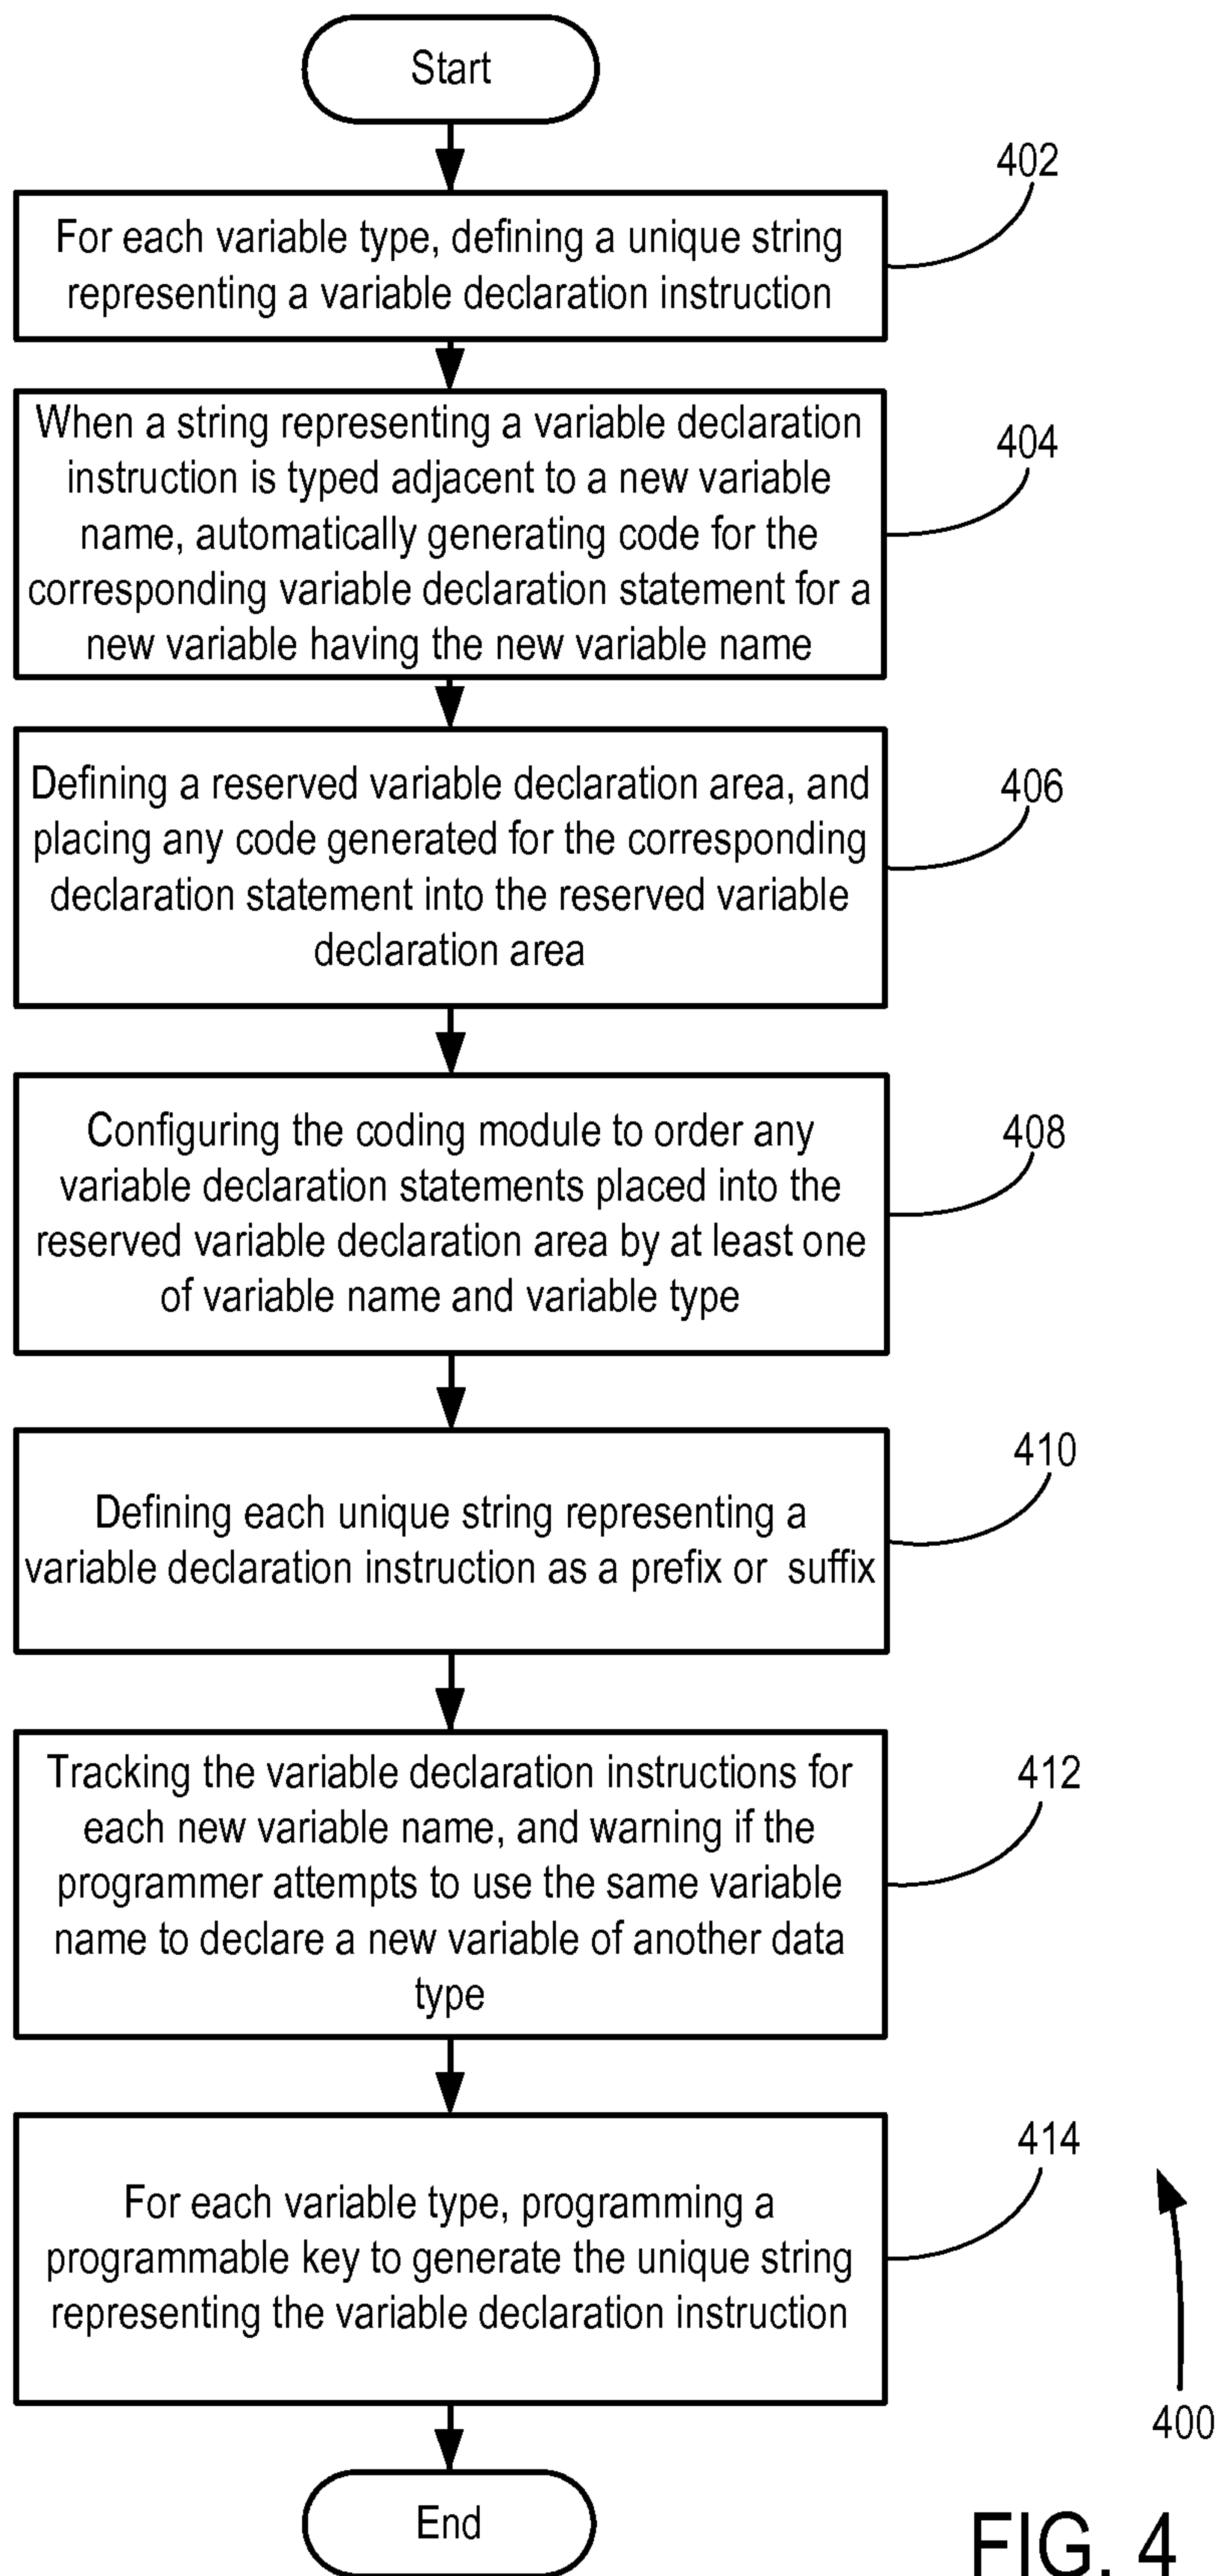 Start
402
For each variable type, defining a unique string
representing a variable declaration instruction
404
When a string representing a variable declaration
instruction is typed adjacent to a new variable
name, automatically generating code for the
corresponding variable declaration statement for a
new variable having the new variable name
406
Defining a reserved variable declaration area, and
placing any code generated for the corresponding
declaration statement into the reserved variable
declaration area
408
Configuring the coding module to order any
variable declaration statements placed into the
reserved variable declaration area by at least one
of variable name and variable type
410
Defining each unique string representing a
variable declaration instruction as a prefix or suffix
412
Tracking the variable declaration instructions for
each new variable name, and warning if the
programmer attempts to use the same variable
name to declare a new variable of another data
type
414
For each variable type, programming a
programmable key to generate the unique string
representing the variable declaration instruction
400
End
FIG. 4